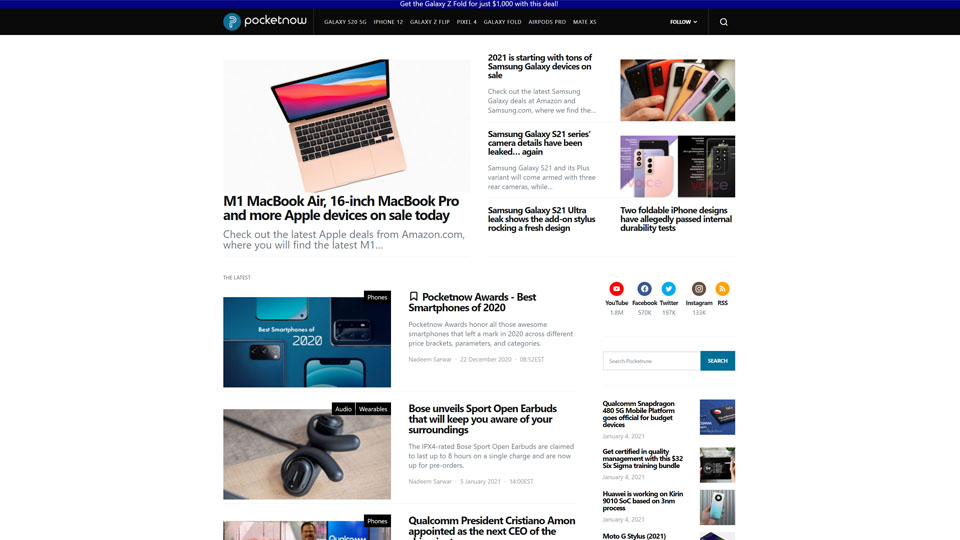 Get the Galaxy Z Fold for just $1,000 with this deal!
pocketnow
GALAXY S20 5G
IPHONE 12
GALAXY Z FLIP
PIXEL 4
GALAXY FOLD
AIRPODS PRO
MATE XS
FOLLOW
M1 MacBook Air, 16-inch MacBook Pro
and more Apple devices on sale today
Check out the latest Apple deals from Amazon.com,
where you will find the latest M1...
2021 is starting with tons of
Samsung Galaxy devices on
sale
Check out the latest Samsung
Galaxy deals at Amazon and
Samsung.com, where we find the...
Samsung Galaxy S21 series'
camera details have been
leaked... again
Samsung Galaxy S21 and its Plus
variant will come armed with three
rear cameras, while...
voice
voice
Samsung Galaxy S21 Ultra
leak shows the add-on stylus
rocking a fresh design
Two foldable iPhone designs
have allegedly passed internal
durability tests
THE LATEST
Phones
Best Smartphones of
2020
Pocketnow Awards - Best
Smartphones of 2020
Pocketnow Awards honor all those awesome
smartphones that left a mark in 2020 across different
price brackets, parameters, and categories.
Nadeem Sarwar · 22 December 2020 · 08:52EST
Audio
Wearables
Bose unveils Sport Open Earbuds
that will keep you aware of your
surroundings
The IPX4-rated Bose Sport Open Earbuds are claimed
to last up to 8 hours on a single charge and are now
up for pre-orders.
Nadeem Sarwar · 5 January 2021 · 14:00EST
Phones
Qualcomm President Cristiano Amon
appointed as the next CEO of the
YouTube
1.8M
Facebook
570K
Twitter
197K
Instagram
133K
RSS
Search Pocketnow
SEARCH
Qualcomm Snapdragon
480 5G Mobile Platform
goes official for budget
devices
January 4, 2021
Get certified in quality
management with this $32
Six Sigma training bundle
January 4, 2021
Huawei is working on Kirin
9010 SoC based on 3nm
process
January 4, 2021
Moto G Stylus (2021)